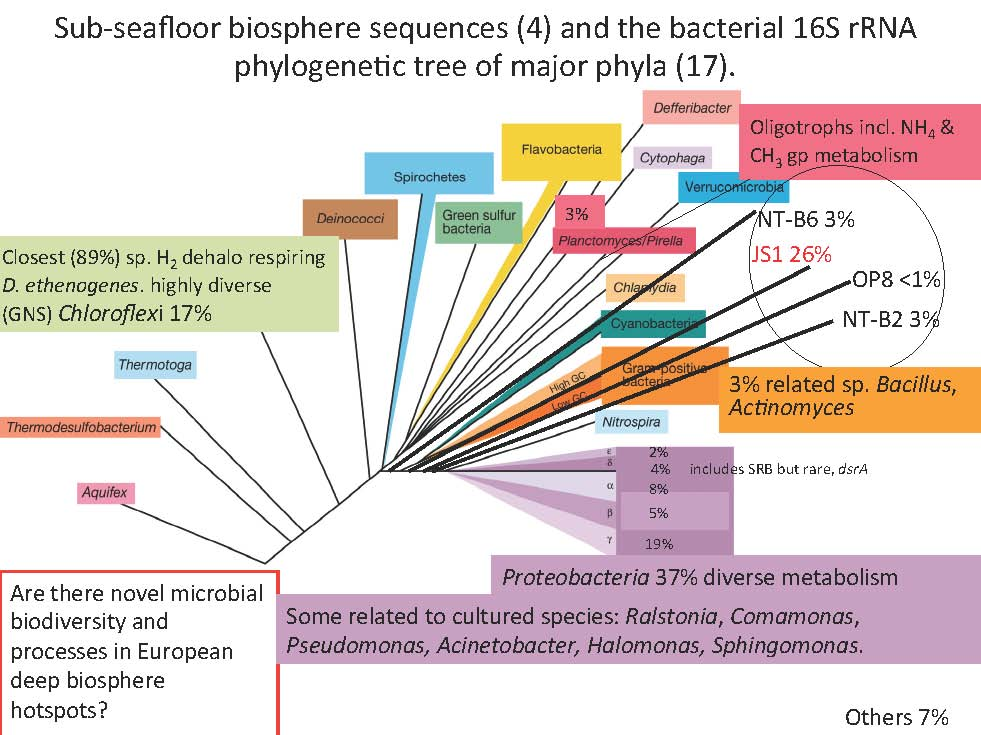 Sub-seafloor biosphere sequences (4) and the bacterial 16S rRNA
phylogenetic tree of major phyla (17).
Defferibacter
Oligotrophs incl. NH₄ &
CH₃ gp metabolism
Flavobacteria
Cytophaga
Spirochetes
Verrucomicrobia
Deinococci
Green sulfur
bacteria
3%
Planctomyces/Pirella
NT-B6 3%
JS1 26%
OP8 <1%
NT-B2 3%
Closest (89%) sp. H₂ dehalo respiring
D. ethenogenes. highly diverse
(GNS) Chloroflexi 17%
Chlamydia
Cyanobacteria
Thermotoga
High GC
Low GC
Gram-positive
bacteria
3% related sp. Bacillus,
Actinomyces
Nitrospira
Thermodesulfobacterium
ε 2%
δ 4% includes SRB but rare, dsrA
α 8%
β 5%
γ 19%
Aquifex
Proteobacteria 37% diverse metabolism
Some related to cultured species: Ralstonia, Comamonas,
Pseudomonas, Acinetobacter, Halomonas, Sphingomonas.
Are there novel microbial
biodiversity and
processes in European
deep biosphere
hotspots?
Others 7%